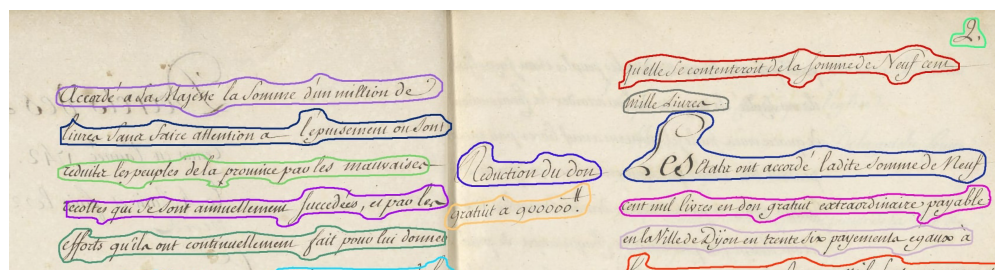 Accordé a Sa Majesté la somme d'un million de
livres sans faire attention a l'epuisement ou sont
reduits les peuples de la province par les mauvaises
recoltes qui se sont annuellement succedées, et par les
efforts qu'ils ont continuellement fait pour lui donner
2.
qu'elle se contenteroit de la somme de Neuf cent
mille Livres
Reduction du don
gratuit à 900000.ᴸᴸ
Les Etats ont accordé ladite somme de Neuf
cent mil livres en don gratuit extraordinaire payable
en la Ville de Dijon en trente six payements egaux à